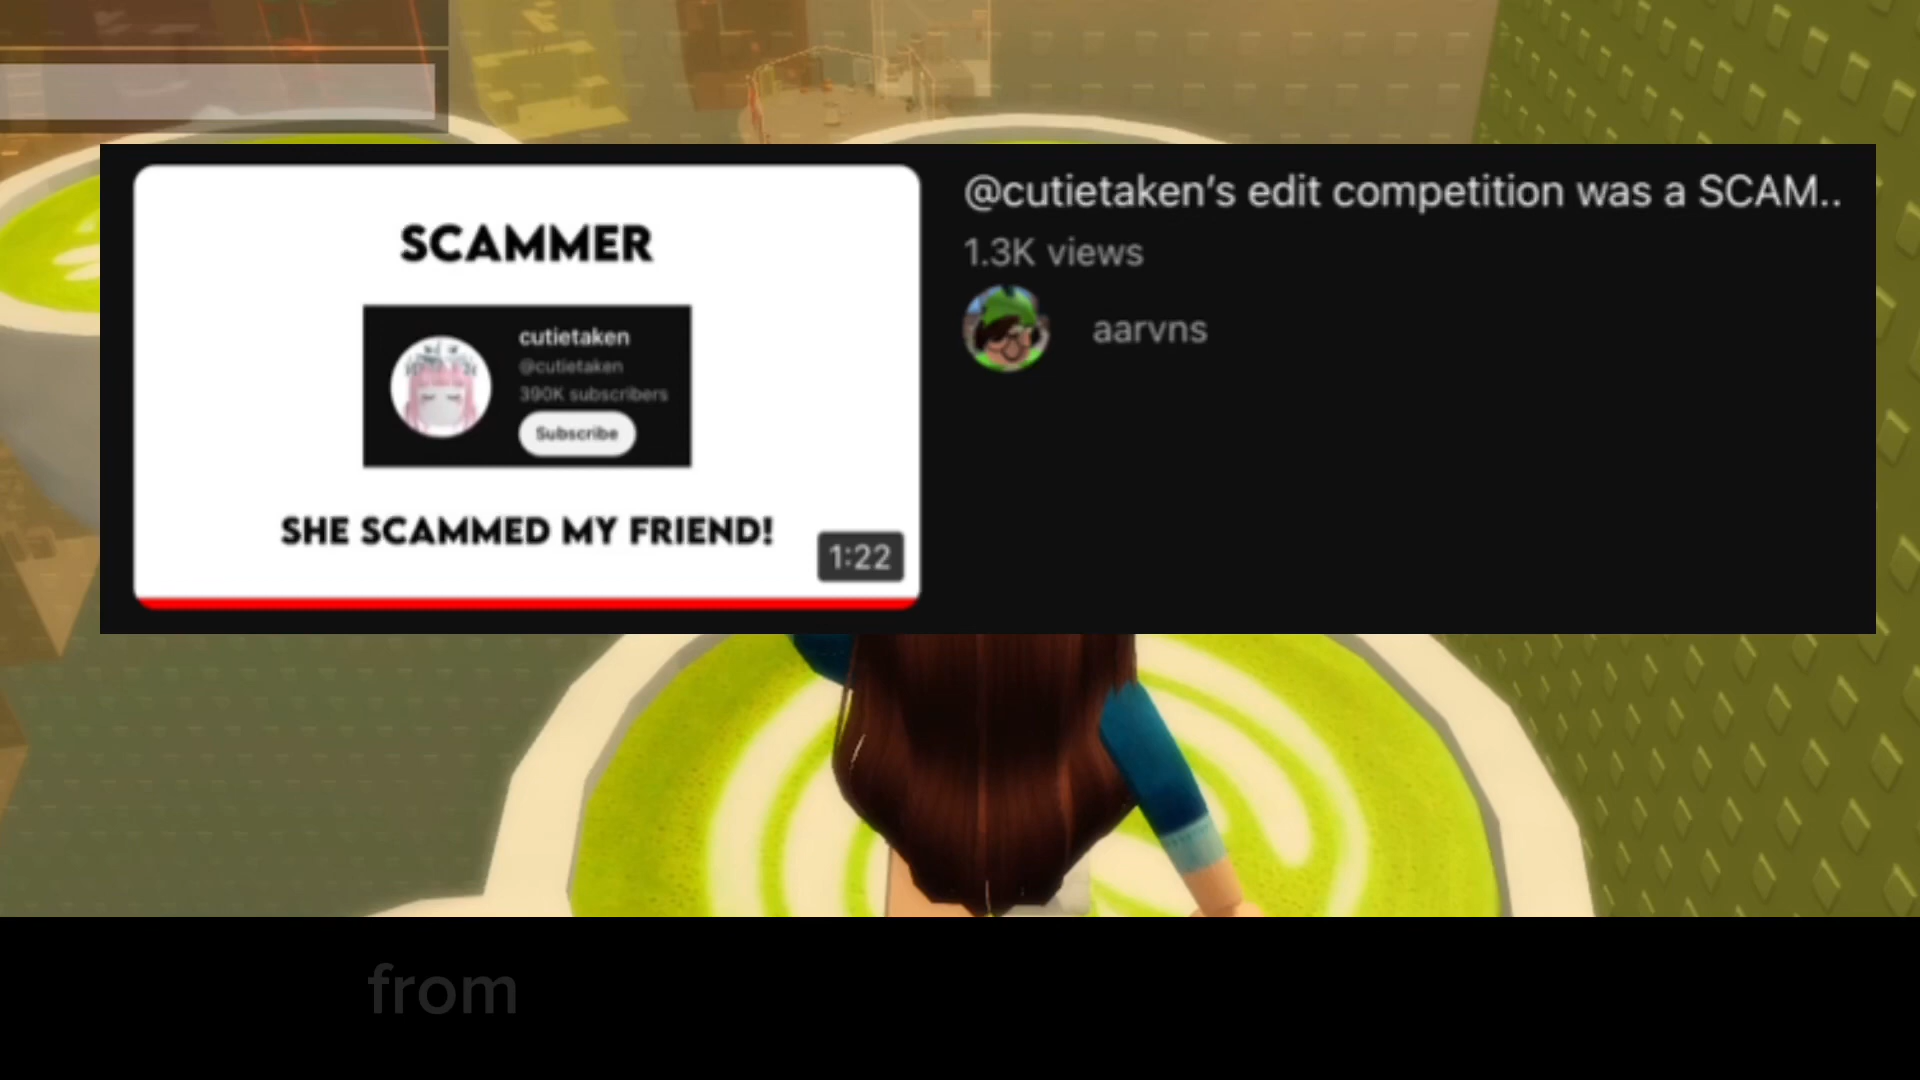 SCAMMER
cutietaken
@cutietaken
390K subscribers
Subscribe
SHE SCAMMED MY FRIEND!
1:22
@cutietaken's edit competition was a SCAM..
1.3K views
aarvns
from